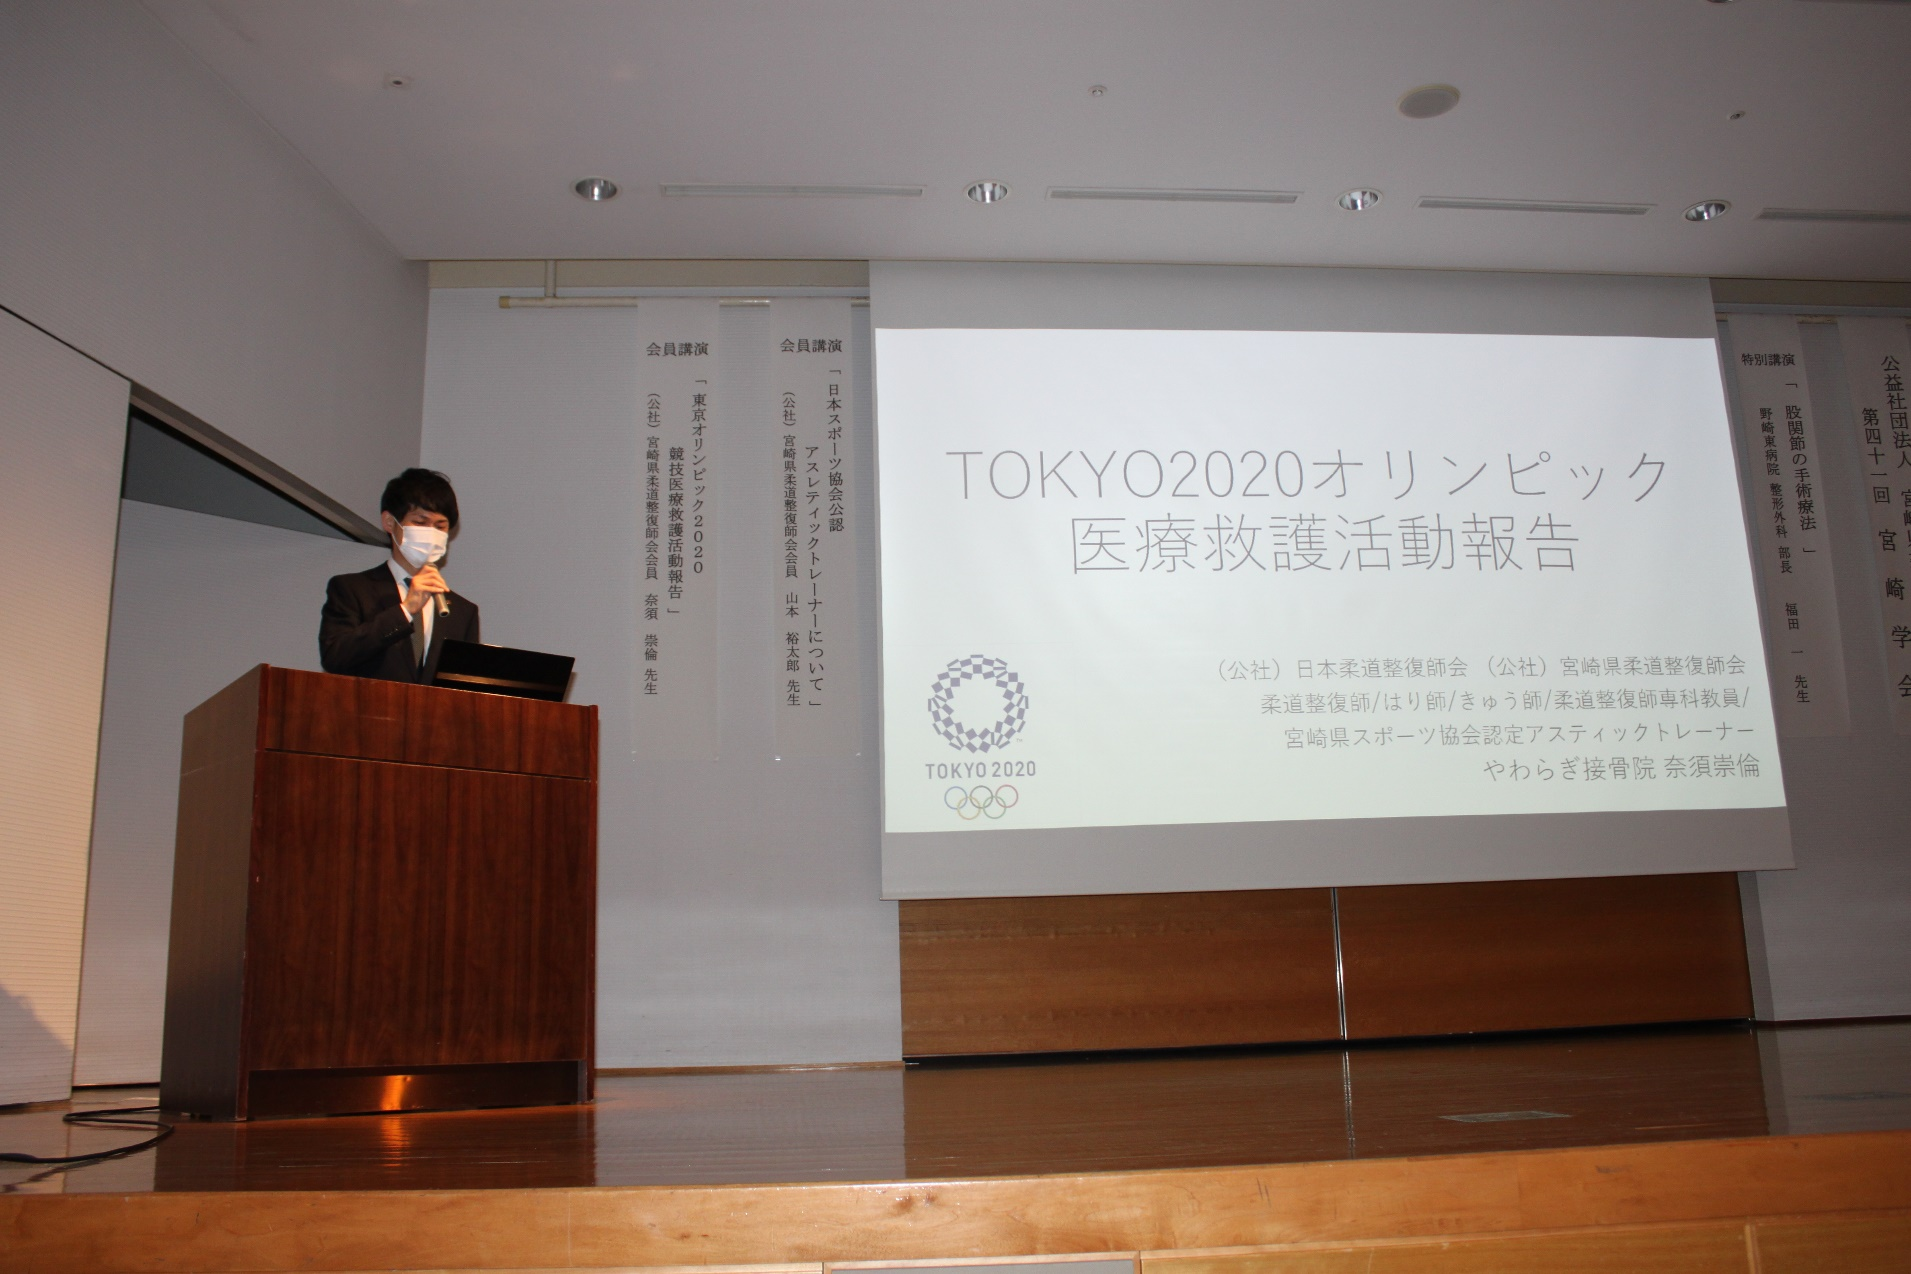 TOKYO2020オリンピック
医療救護活動報告
（公社）日本柔道整復師会 （公社）宮崎県柔道整復師会
柔道整復師/はり師/きゅう師/柔道整復師専科教員/
宮崎県スポーツ協会認定アスティックトレーナー
やわらぎ接骨院 奈須崇倫
TOKYO 2020
公益社団法人 宮崎県
第四十一回 宮崎学会
特別講演
「股関節の手術療法」
野崎東病院 整形外科 部長 福田 一 先生
会員講演
「日本スポーツ協会公認
アスレティックトレーナーについて」
（公社）宮崎県柔道整復師会会員 山本 裕太郎 先生
会員講演
「東京オリンピック2020
競技医療救護活動報告」
（公社）宮崎県柔道整復師会会員 奈須 崇倫 先生